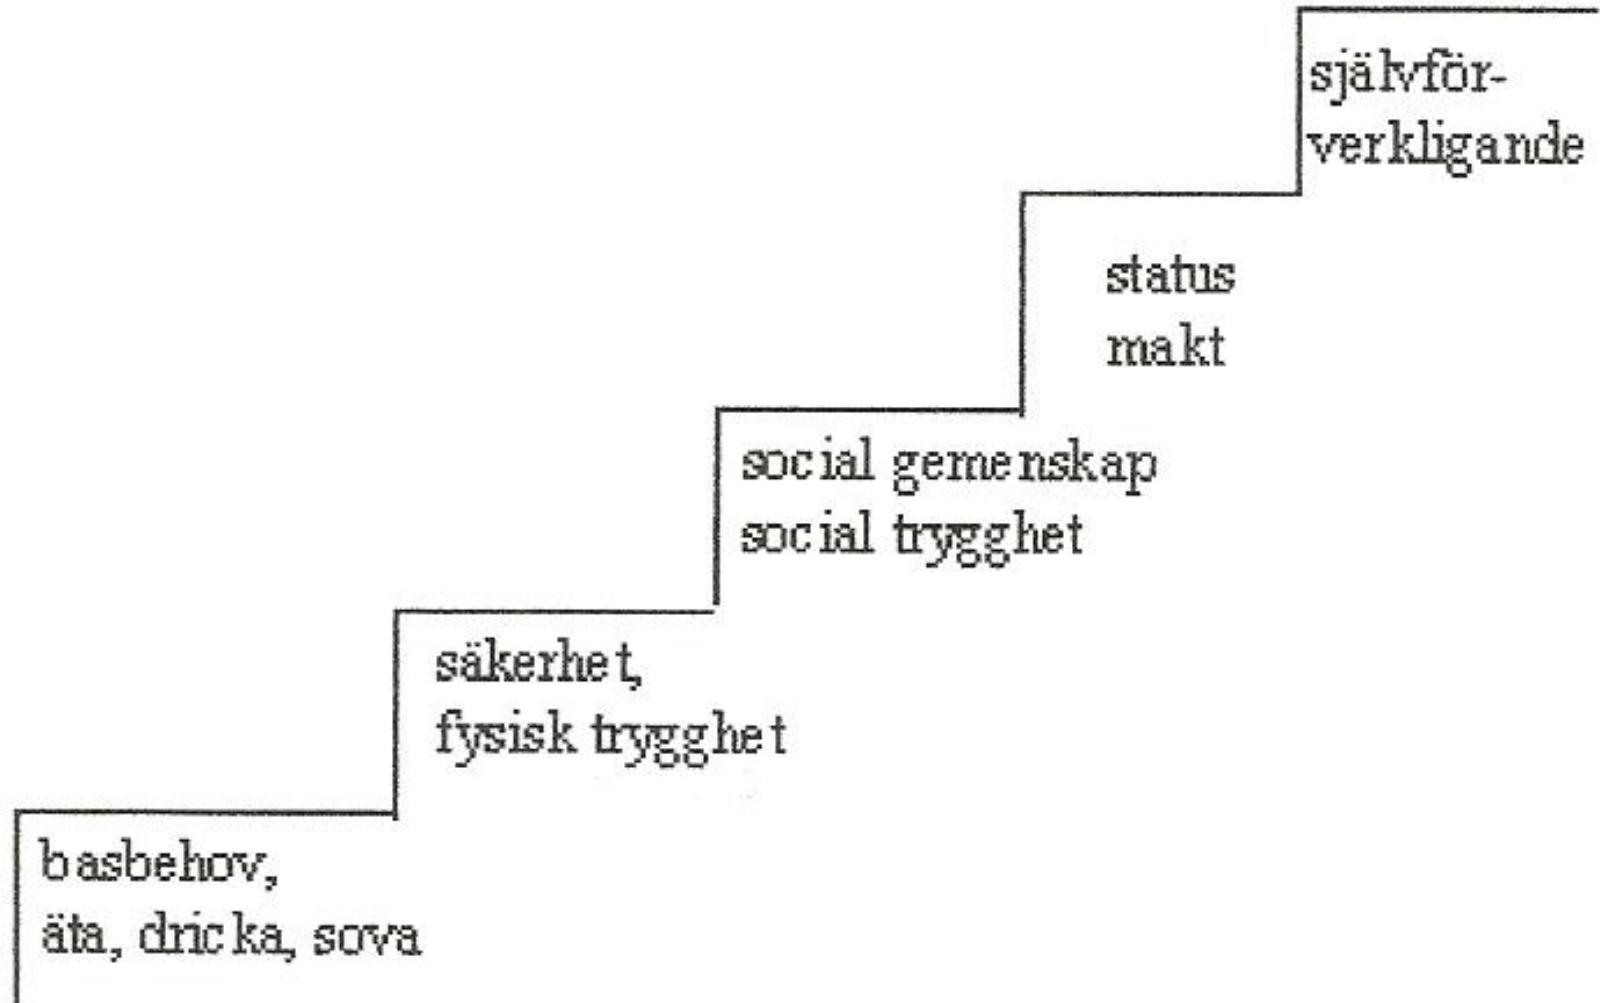 självför-
verkligande
status
makt
social gemenskap
social trygghet
säkerhet,
fysisk trygghet
basbehov,
äta, dricka, sova